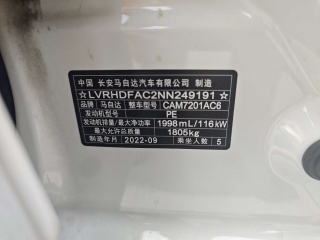 中国 长安马自达汽车有限公司 制造
☆LVRHDFAC2NN249191☆
品牌 马自达 整车型号 CAM7201AC6
发动机型号 PE
发动机排量/最大净功率 1998mL/116kW
最大允许总质量 1805kg
制造年月 2022-09 乘坐人数 5